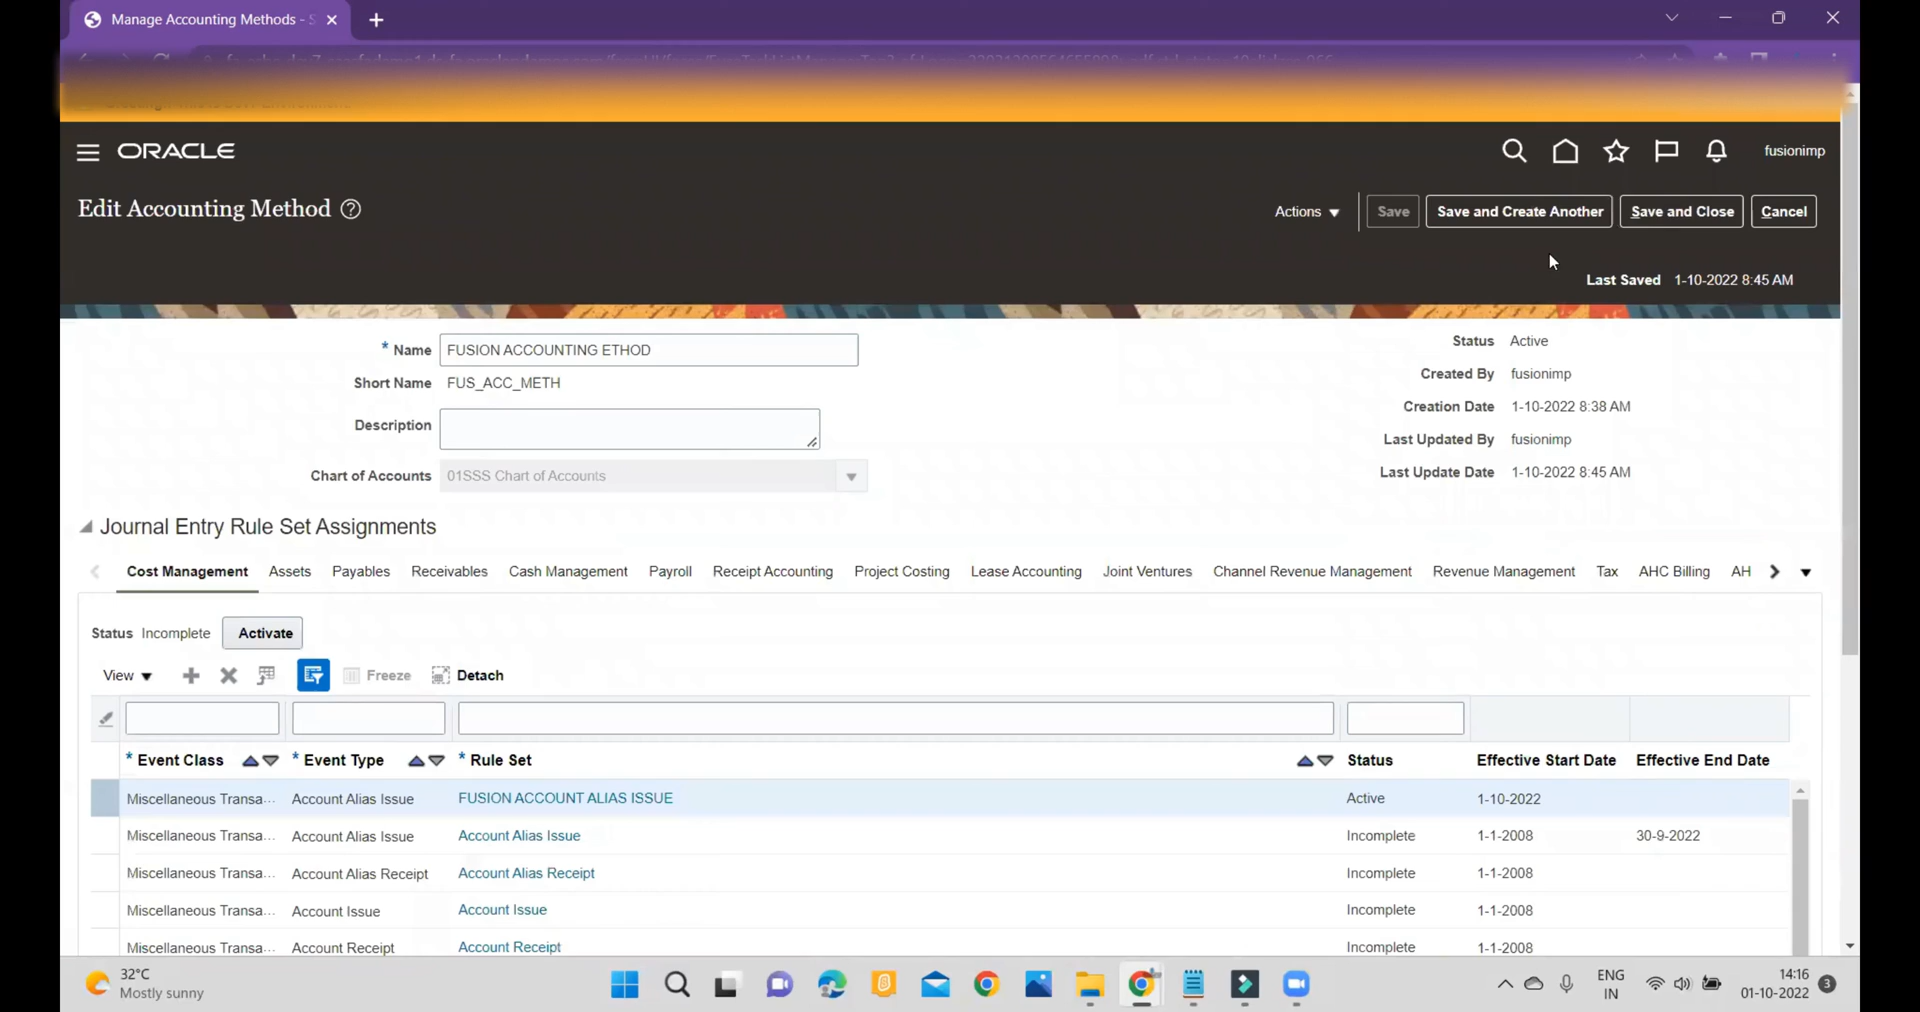 Manage Accounting Methods - S
ORACLE
fusionimp
Edit Accounting Method ?
Actions
Save
Save and Create Another
Save and Close
Cancel
Last Saved 1-10-2022 8:45 AM
* Name FUSION ACCOUNTING ETHOD
Short Name FUS_ACC_METH
Description
Chart of Accounts 01SSS Chart of Accounts
Status Active
Created By fusionimp
Creation Date 1-10-2022 8:38 AM
Last Updated By fusionimp
Last Update Date 1-10-2022 8:45 AM
Journal Entry Rule Set Assignments
Cost Management Assets Payables Receivables Cash Management Payroll Receipt Accounting Project Costing Lease Accounting Joint Ventures Channel Revenue Management Revenue Management Tax AHC Billing AH
Status Incomplete Activate
View Freeze Detach
* Event Class * Event Type * Rule Set Status Effective Start Date Effective End Date
Miscellaneous Transa... Account Alias Issue FUSION ACCOUNT ALIAS ISSUE Active 1-10-2022
Miscellaneous Transa... Account Alias Issue Account Alias Issue Incomplete 1-1-2008 30-9-2022
Miscellaneous Transa... Account Alias Receipt Account Alias Receipt Incomplete 1-1-2008
Miscellaneous Transa... Account Issue Account Issue Incomplete 1-1-2008
Miscellaneous Transa... Account Receipt Account Receipt Incomplete 1-1-2008
32°C
Mostly sunny
ENG
IN
14:16
01-10-2022
3